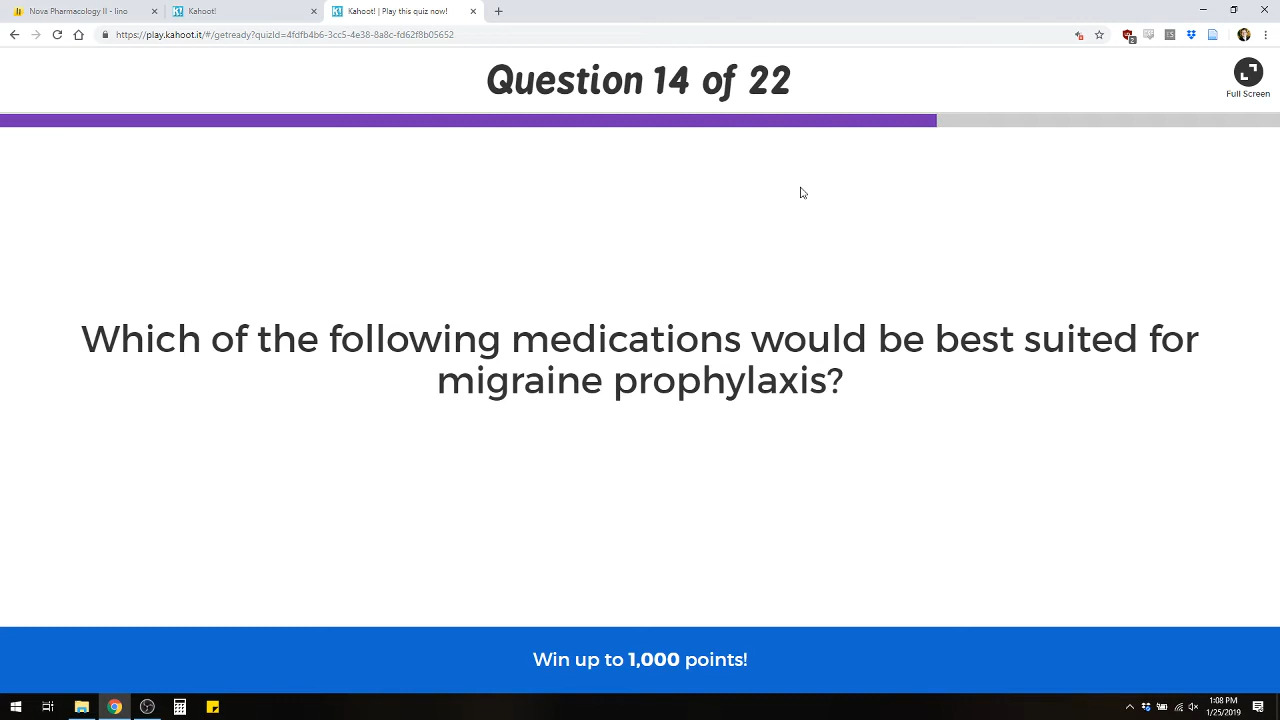 Nova Pharmacology II - lino
Kahoot!
Kahoot! | Play this quiz now!
https://play.kahoot.it/#/getready?quizId=4fdfb4b6-3cc5-4e38-8a8c-fd62f8b05652
Question 14 of 22
Full Screen
Which of the following medications would be best suited for
migraine prophylaxis?
Win up to 1,000 points!
1:08 PM
1/25/2019